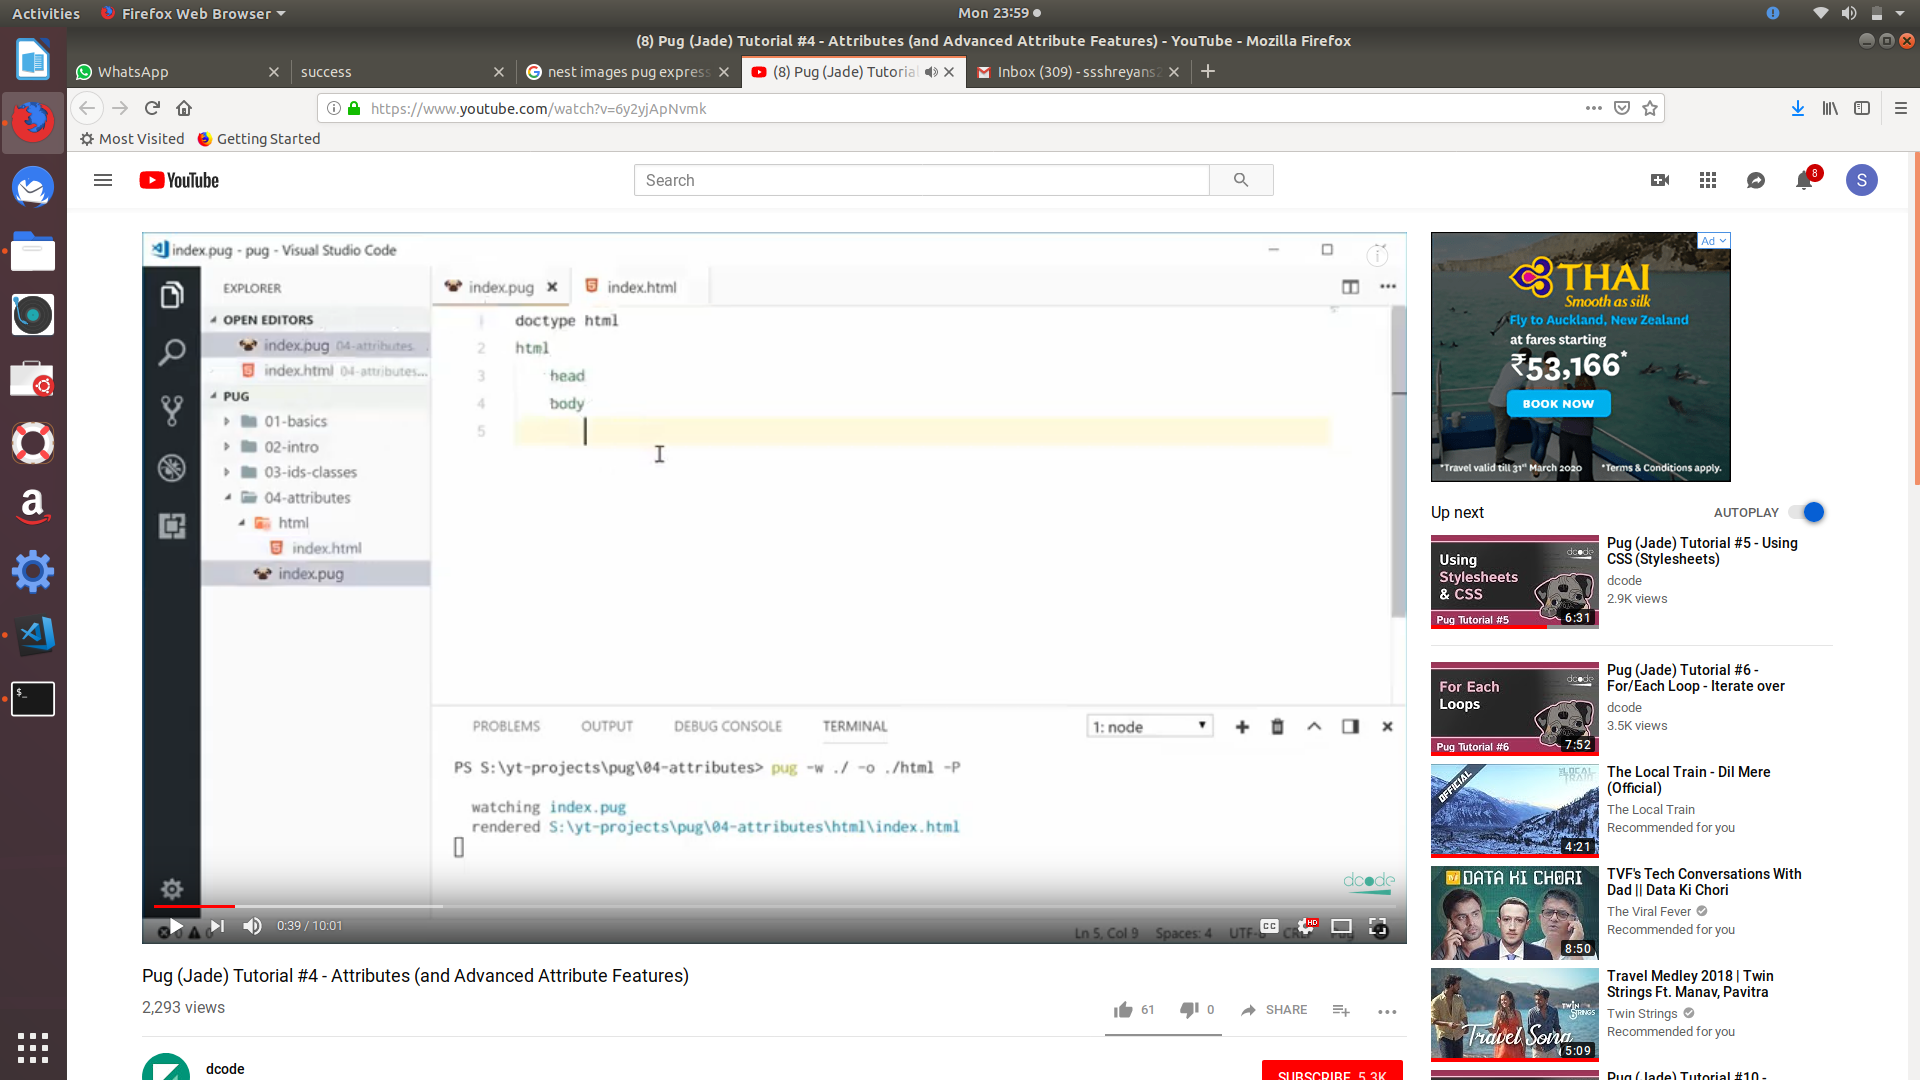 Activities
Firefox Web Browser
Mon 23:59
(8) Pug (Jade) Tutorial #4 - Attributes (and Advanced Attribute Features) - YouTube - Mozilla Firefox
WhatsApp
success
nest images pug express
(8) Pug (Jade) Tutorial
Inbox (309) - ssshreyans2
https://www.youtube.com/watch?v=6y2yjApNvmk
Most Visited
Getting Started
YouTube
Search
8
S
index.pug - pug - Visual Studio Code
EXPLORER
OPEN EDITORS
index.pug 04-attributes
index.html 04-attributes...
PUG
01-basics
02-intro
03-ids-classes
04-attributes
html
index.html
index.pug
index.pug
index.html
1 doctype html
2 html
3 head
4 body
5
PROBLEMS OUTPUT DEBUG CONSOLE TERMINAL
1: node
PS S:\yt-projects\pug\04-attributes> pug -w ./ -o ./html -P
watching index.pug
rendered S:\yt-projects\pug\04-attributes\html\index.html
dcode
0:39 / 10:01
CC
HD
Ln 5, Col 9 Spaces: 4
Pug (Jade) Tutorial #4 - Attributes (and Advanced Attribute Features)
2,293 views
61
0
SHARE
dcode
SUBSCRIBE 5.3K
Ad
THAI
Smooth as silk
Fly to Auckland, New Zealand
at fares starting
₹53,166*
BOOK NOW
*Travel valid till 31st March 2020 *Terms & Conditions apply.
Up next
AUTOPLAY
Using
Stylesheets
& CSS
dcode
Pug Tutorial #5
6:31
Pug (Jade) Tutorial #5 - Using
CSS (Stylesheets)
dcode
2.9K views
For Each
Loops
dcode
Pug Tutorial #6
7:52
Pug (Jade) Tutorial #6 -
For/Each Loop - Iterate over
dcode
3.5K views
OFFICIAL
4:21
The Local Train - Dil Mere
(Official)
The Local Train
Recommended for you
DATA KI CHORI
8:50
TVF's Tech Conversations With
Dad || Data Ki Chori
The Viral Fever
Recommended for you
TWIN STRINGS
Travel Song
5:09
Travel Medley 2018 | Twin
Strings Ft. Manav, Pavitra
Twin Strings
Recommended for you
Pug (Jade) Tutorial #10 -